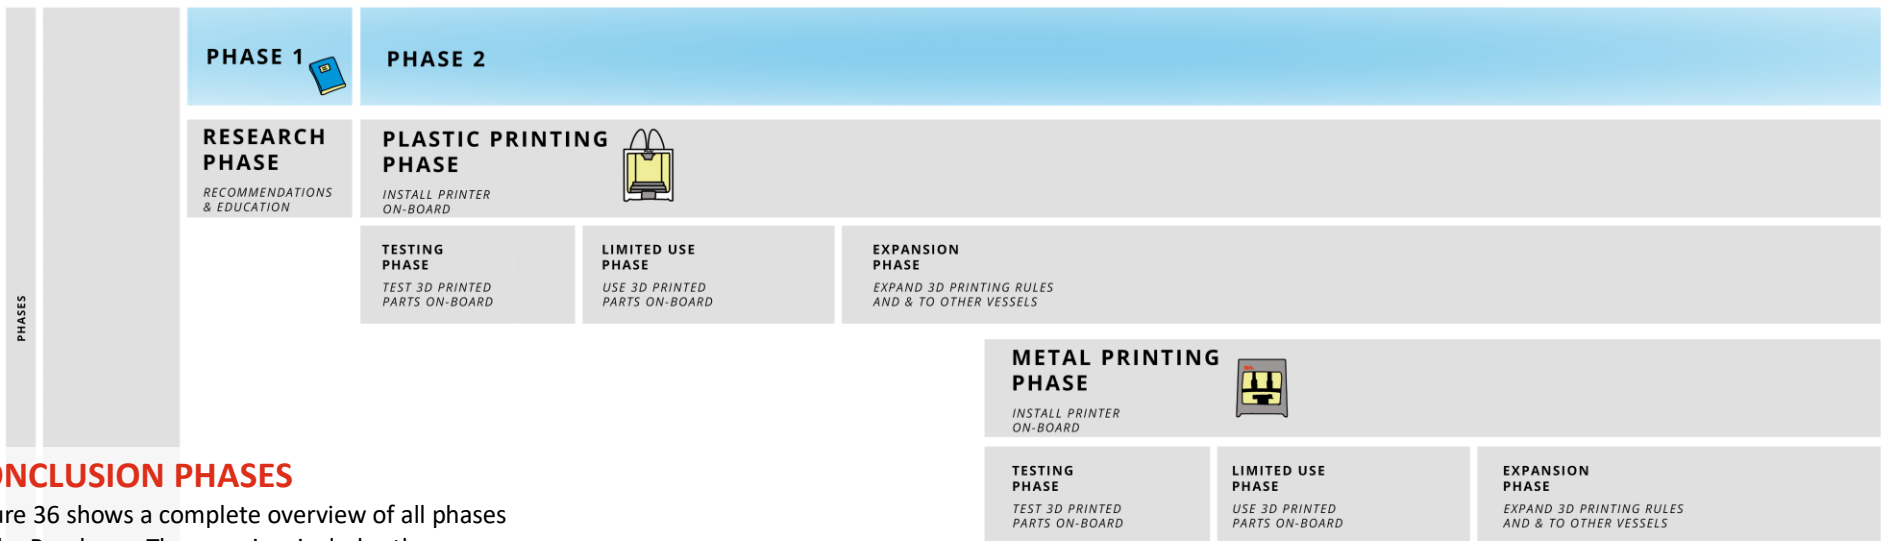 PHASE 1
PHASE 2
RESEARCH
PHASE
RECOMMENDATIONS
& EDUCATION
PLASTIC PRINTING
PHASE
INSTALL PRINTER
ON-BOARD
TESTING
PHASE
TEST 3D PRINTED
PARTS ON-BOARD
LIMITED USE
PHASE
USE 3D PRINTED
PARTS ON-BOARD
EXPANSION
PHASE
EXPAND 3D PRINTING RULES
AND & TO OTHER VESSELS
PHASES
METAL PRINTING
PHASE
INSTALL PRINTER
ON-BOARD
TESTING
PHASE
TEST 3D PRINTED
PARTS ON-BOARD
LIMITED USE
PHASE
USE 3D PRINTED
PARTS ON-BOARD
EXPANSION
PHASE
EXPAND 3D PRINTING RULES
AND & TO OTHER VESSELS
ONCLUSION PHASES
ure 36 shows a complete overview of all phases